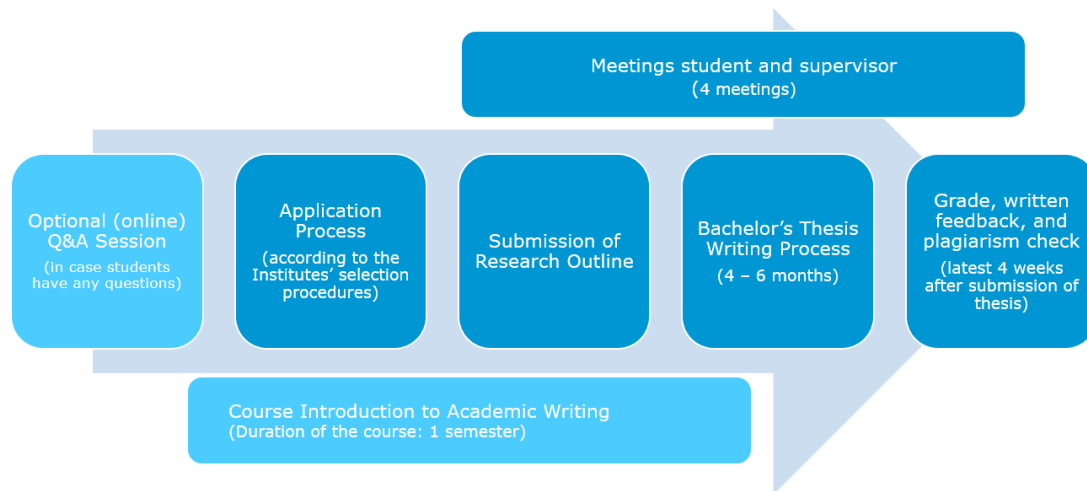 Meetings student and supervisor
(4 meetings)
Optional (online)
Q&A Session
(in case students
have any questions)
Application
Process
(according to the
Institutes' selection
procedures)
Submission of
Research Outline
Bachelor's Thesis
Writing Process
(4 – 6 months)
Grade, written
feedback, and
plagiarism check
(latest 4 weeks
after submission of
thesis)
Course Introduction to Academic Writing
(Duration of the course: 1 semester)